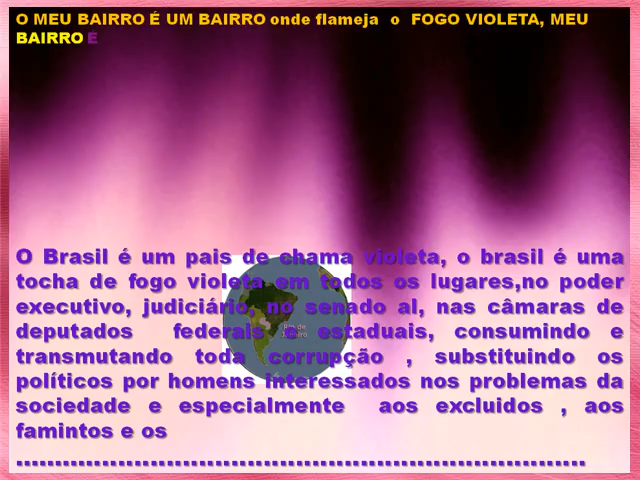 O MEU BAIRRO É UM BAIRRO onde flameja o FOGO VIOLETA, MEU
BAIRRO É
O Brasil é um pais de chama violeta, o brasil é uma
tocha de fogo violeta em todos os lugares,no poder
executivo, judiciário, no senado al, nas câmaras de
deputados federais e estaduais, consumindo e
transmutando toda corrupção , substituindo os
políticos por homens interessados nos problemas da
sociedade e especialmente aos excluidos , aos
famintos e os
......................................................................
Rio de
Janeiro